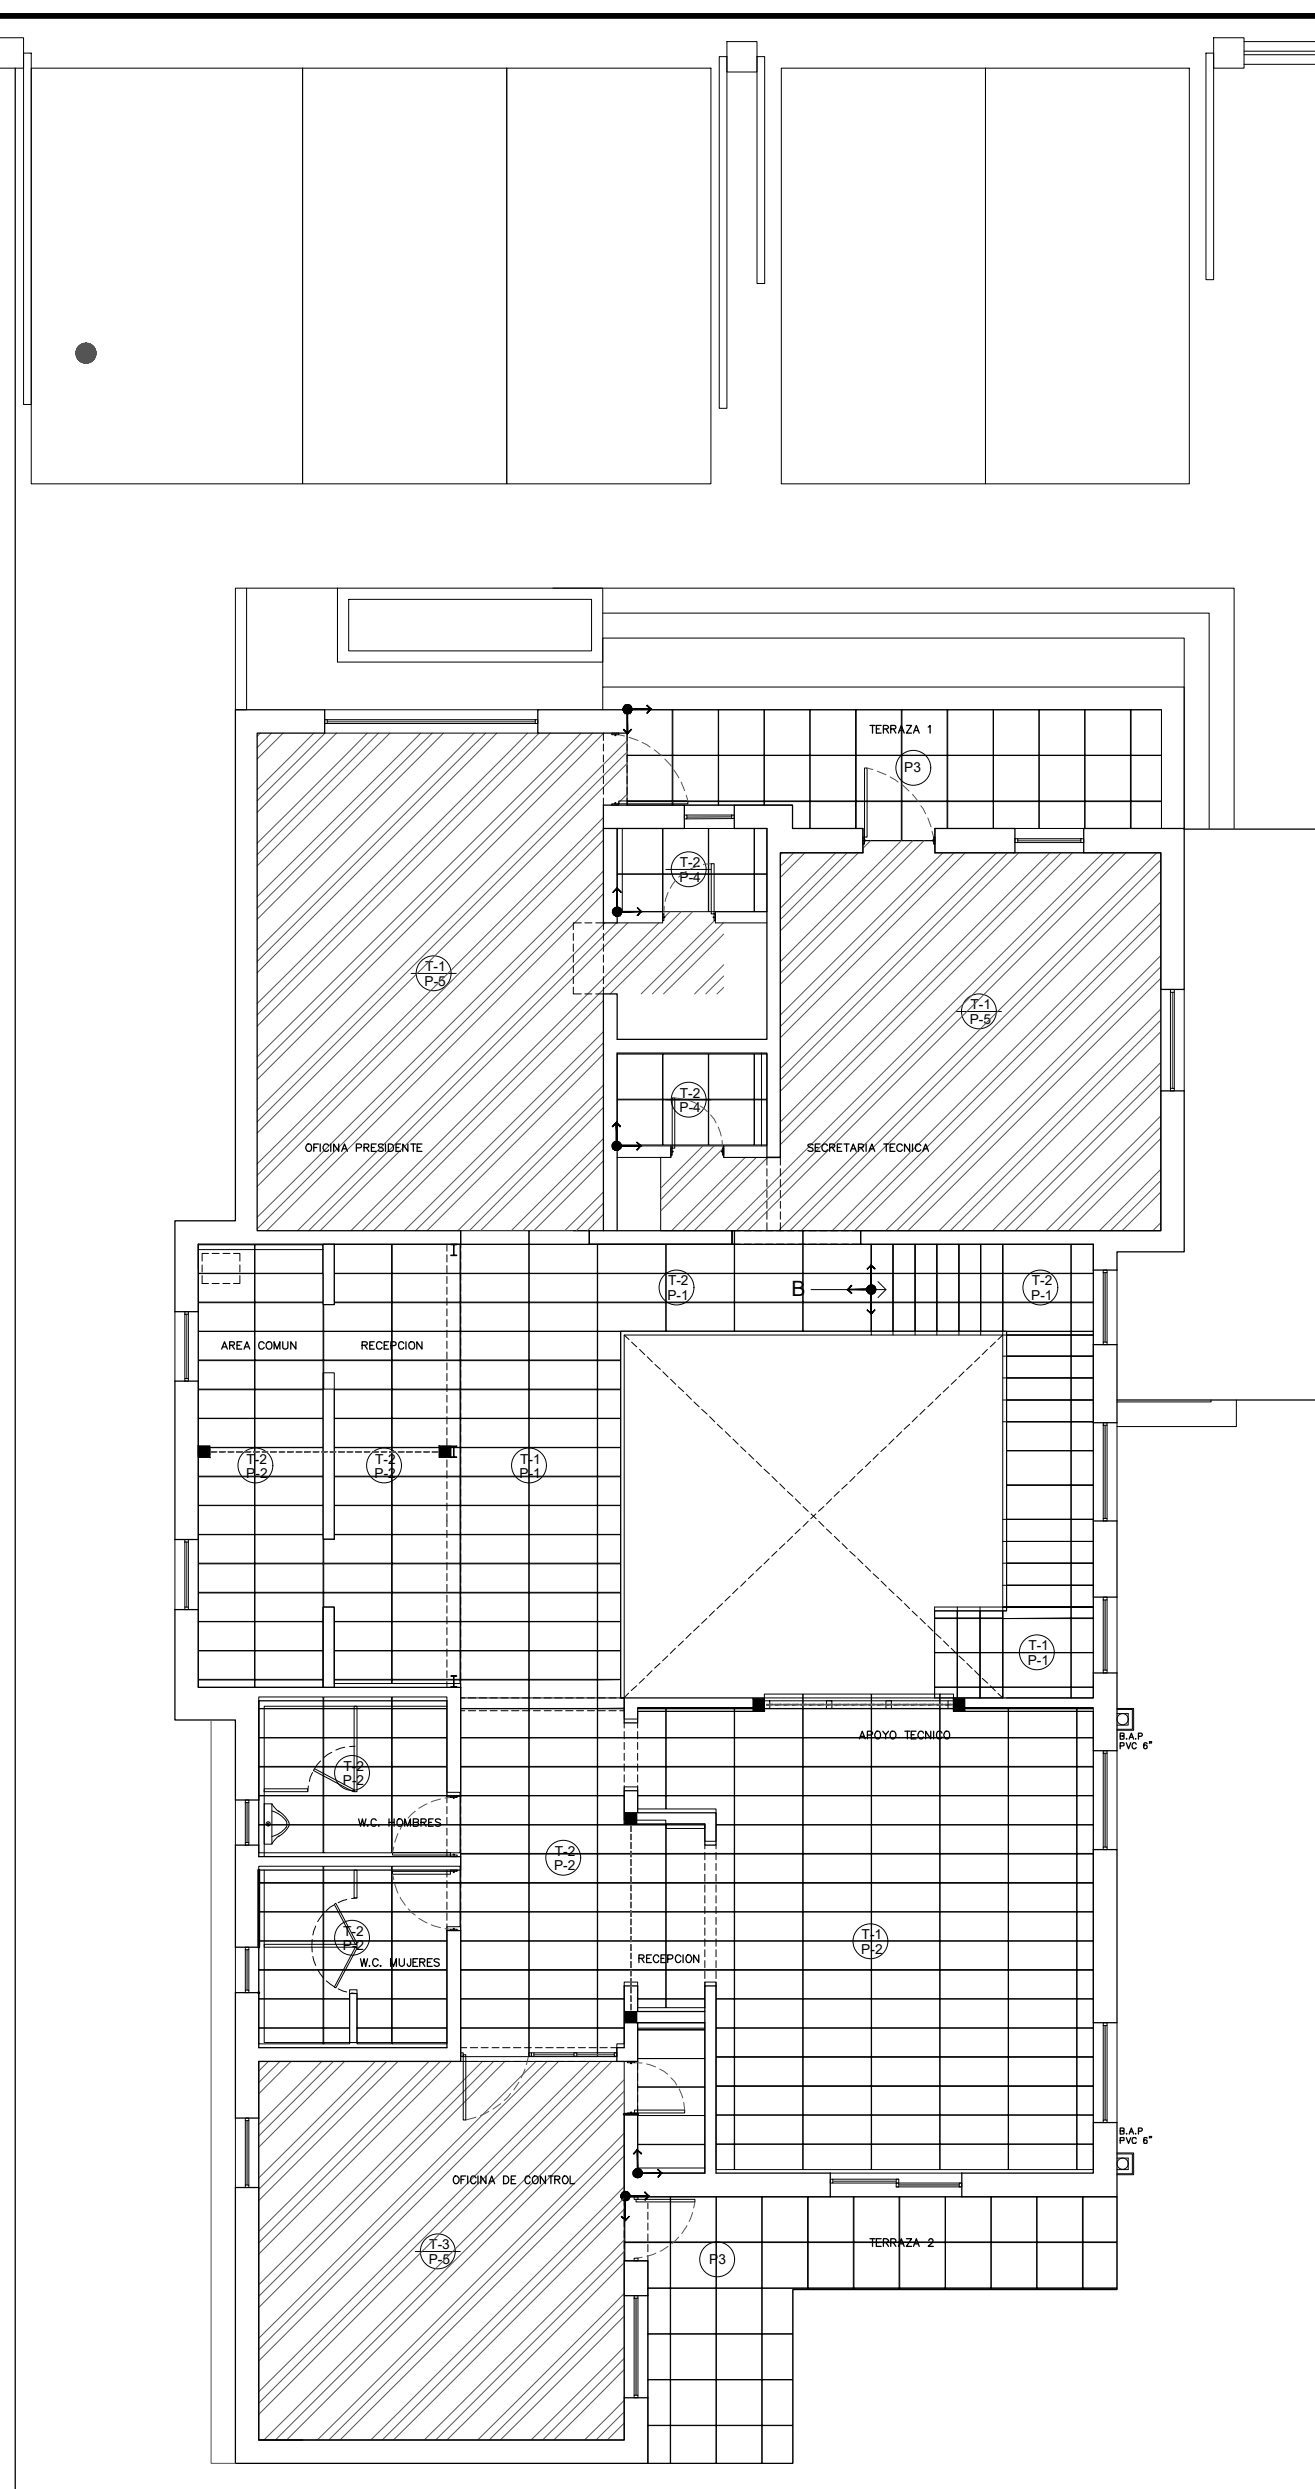 TERRAZA 1
P3
T-2
P-4
T-1
P-5
T-1
P-5
T-2
P-4
OFICINA PRESIDENTE
SECRETARIA TECNICA
T-2
P-1
B
T-2
P-1
AREA COMUN
RECEPCION
T-2
P-2
T-2
P-2
T-1
P-1
T-1
P-1
APOYO TECNICO
B.A.P
PVC 6"
T-2
P-2
W.C. HOMBRES
T-2
P-2
T-2
P-2
T-1
P-2
W.C. MUJERES
RECEPCION
B.A.P
PVC 6"
OFICINA DE CONTROL
T-3
P-5
P3
TERRAZA 2